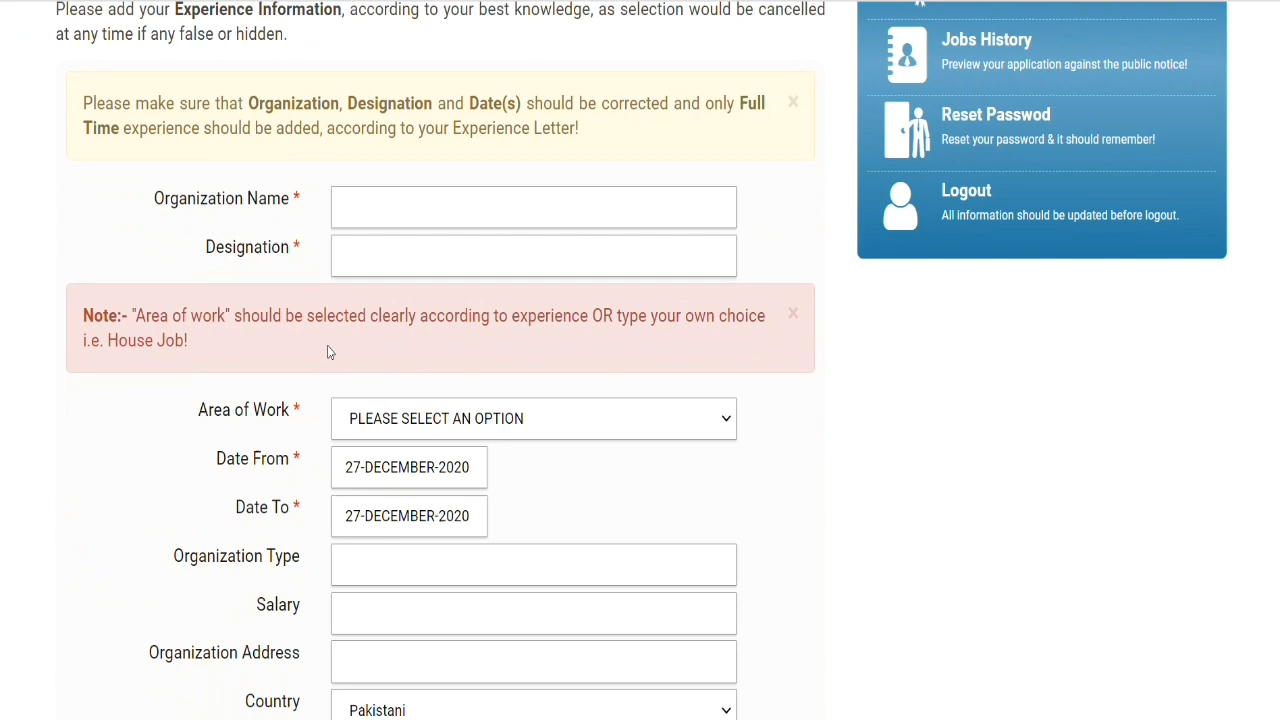 Please add your Experience Information, according to your best knowledge, as selection would be cancelled
at any time if any false or hidden.
Please make sure that Organization, Designation and Date(s) should be corrected and only Full
Time experience should be added, according to your Experience Letter!
×
Organization Name *
Designation *
Note:- "Area of work" should be selected clearly according to experience OR type your own choice
i.e. House Job!
×
Area of Work *
PLEASE SELECT AN OPTION
Date From *
27-DECEMBER-2020
Date To *
27-DECEMBER-2020
Organization Type
Salary
Organization Address
Country
Pakistani
Jobs History
Preview your application against the public notice!
Reset Passwod
Reset your password & it should remember!
Logout
All information should be updated before logout.